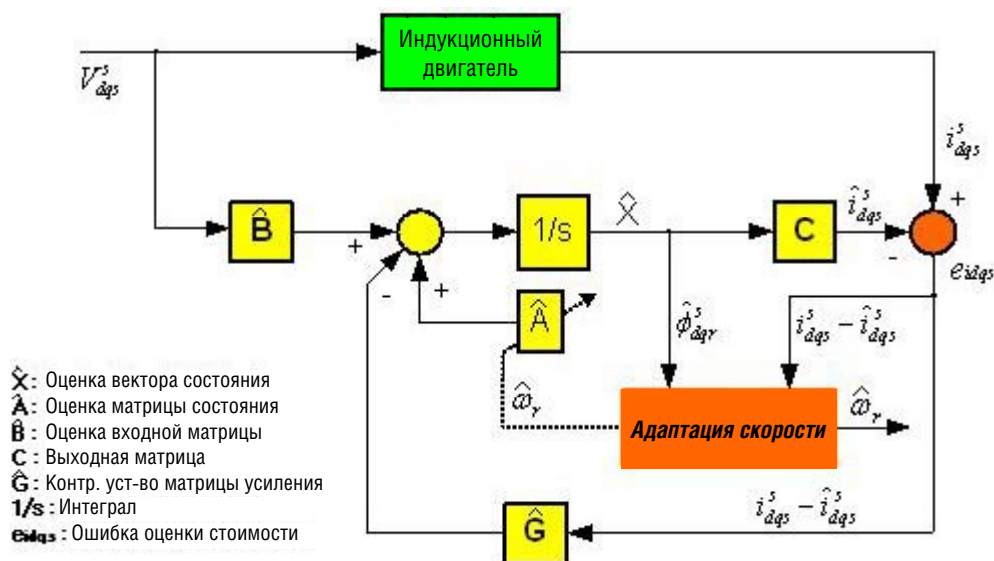 Индукционный
двигатель
V^s_dqs
i^s_dqs
B̂
+
-
+
1/s
X̂
C
î^s_dqs
+
-
e_idqs
Â
ϕ̂^s_dqr
i^s_dqs − î^s_dqs
ω̂_r
Адаптация скорости
ω̂_r
X̂ : Оценка вектора состояния
Â : Оценка матрицы состояния
B̂ : Оценка входной матрицы
C : Выходная матрица
Ĝ : Контр. уст-во матрицы усиления
1/s : Интеграл
eidqs : Ошибка оценки стоимости
Ĝ
i^s_dqs − î^s_dqs